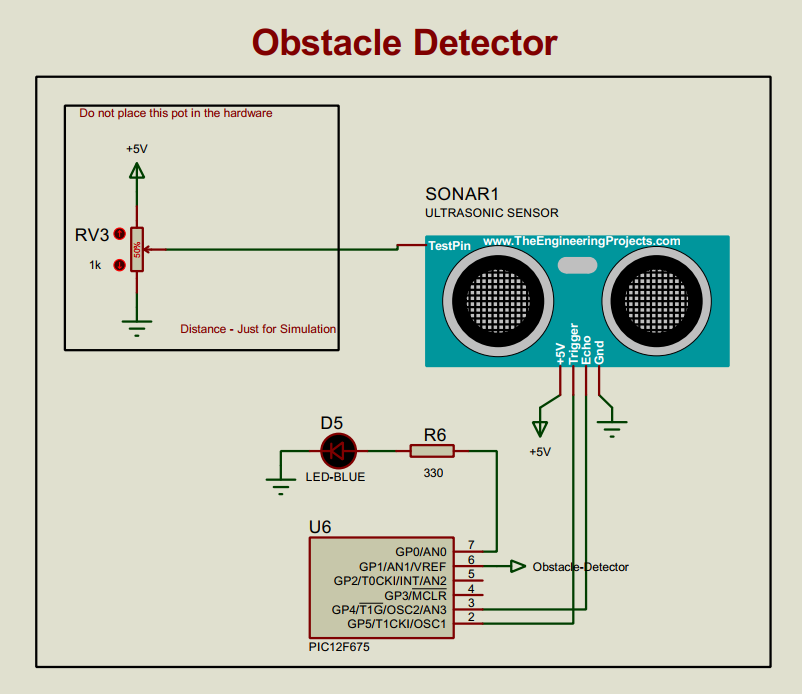 Obstacle Detector
Do not place this pot in the hardware
+5V
RV3
50%
1k
Distance - Just for Simulation
SONAR1
ULTRASONIC SENSOR
TestPin
www.TheEngineeringProjects.com
+5V
Trigger
Echo
Gnd
+5V
D5
LED-BLUE
R6
330
U6
GP0/AN0
7
GP1/AN1/VREF
6
Obstacle-Detector
GP2/T0CKI/INT/AN2
5
GP3/MCLR
4
GP4/T1G/OSC2/AN3
3
GP5/T1CKI/OSC1
2
PIC12F675